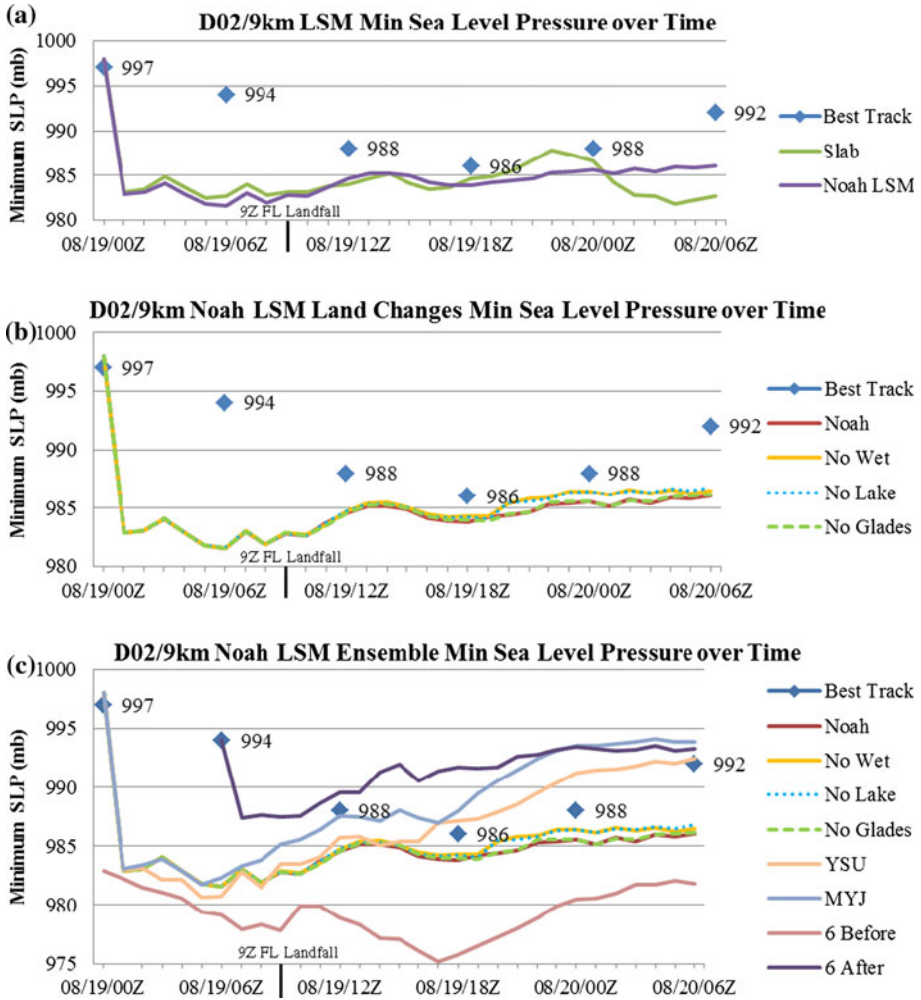 (a)
D02/9km LSM Min Sea Level Pressure over Time
Minimum SLP (mb)
1000
995
990
985
980
997
994
988
986
988
992
9Z FL Landfall
08/19/00Z
08/19/06Z
08/19/12Z
08/19/18Z
08/20/00Z
08/20/06Z
Best Track
Slab
Noah LSM
(b)
D02/9km Noah LSM Land Changes Min Sea Level Pressure over Time
Minimum SLP (mb)
1000
995
990
985
980
997
994
988
986
988
992
9Z FL Landfall
08/19/00Z
08/19/06Z
08/19/12Z
08/19/18Z
08/20/00Z
08/20/06Z
Best Track
Noah
No Wet
No Lake
No Glades
(c)
D02/9km Noah LSM Ensemble Min Sea Level Pressure over Time
Minimum SLP (mb)
1000
995
990
985
980
975
997
994
988
986
988
992
9Z FL Landfall
08/19/00Z
08/19/06Z
08/19/12Z
08/19/18Z
08/20/00Z
08/20/06Z
Best Track
Noah
No Wet
No Lake
No Glades
YSU
MYJ
6 Before
6 After